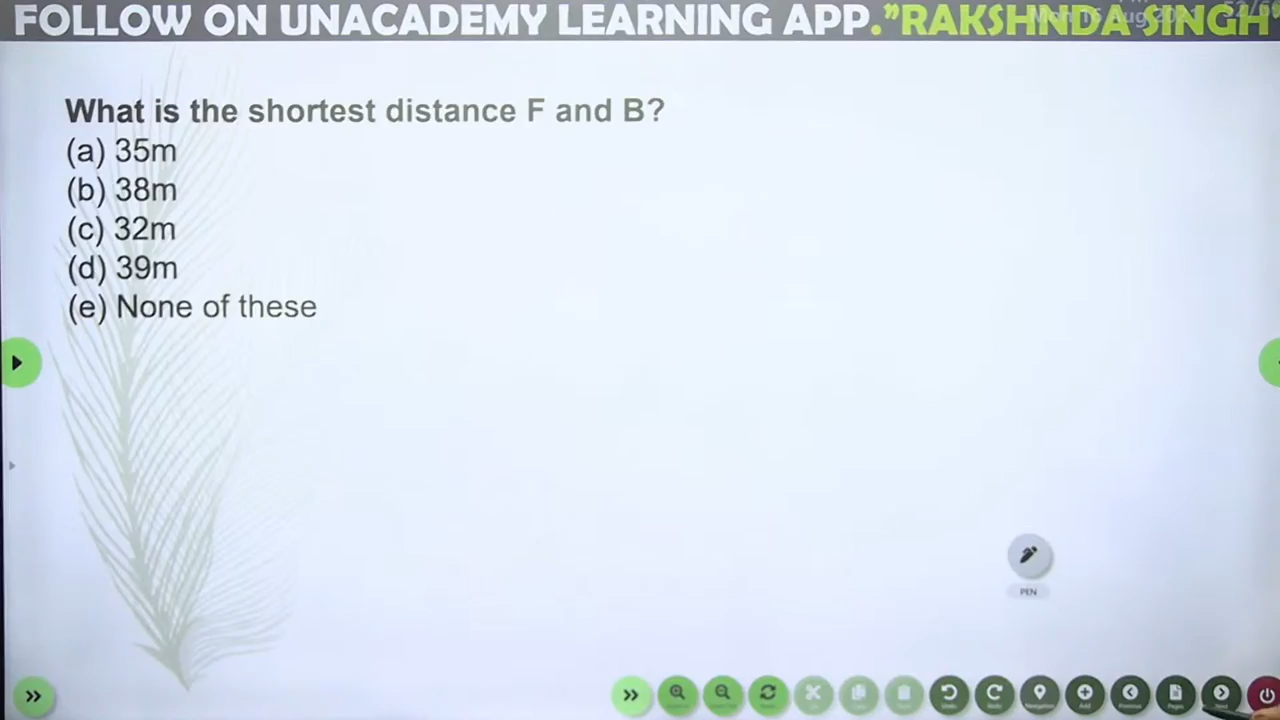 FOLLOW ON UNACADEMY LEARNING APP."RAKSHNDA SINGH
What is the shortest distance F and B?
(a) 35m
(b) 38m
(c) 32m
(d) 39m
(e) None of these
PEN